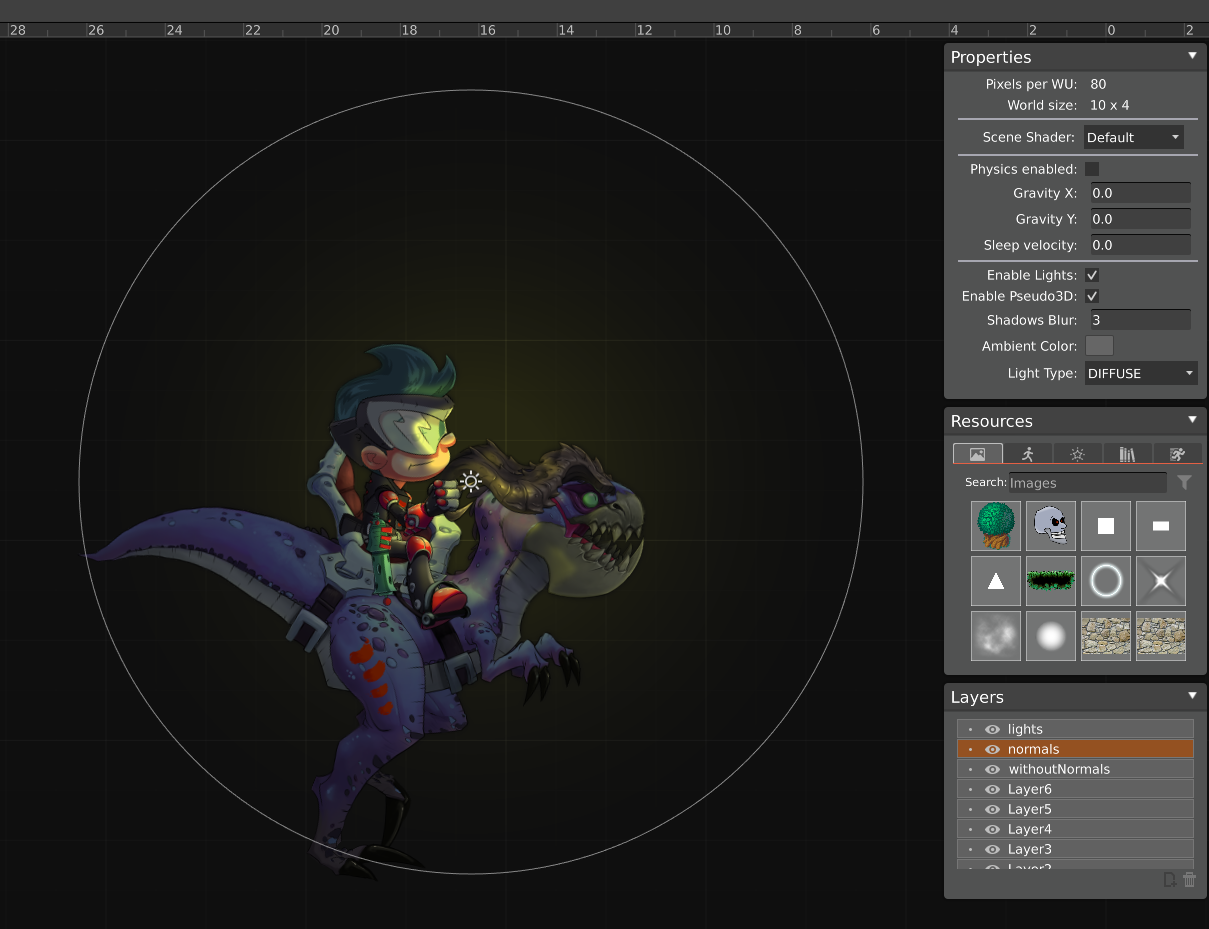 28 26 24 22 20 18 16 14 12 10 8 6 4 2 0 2
Properties
Pixels per WU: 80
World size: 10 x 4
Scene Shader: Default
Physics enabled:
Gravity X: 0.0
Gravity Y: 0.0
Sleep velocity: 0.0
Enable Lights:
Enable Pseudo3D:
Shadows Blur: 3
Ambient Color:
Light Type: DIFFUSE
Resources
Search: Images
Layers
lights
normals
withoutNormals
Layer6
Layer5
Layer4
Layer3
Layer2